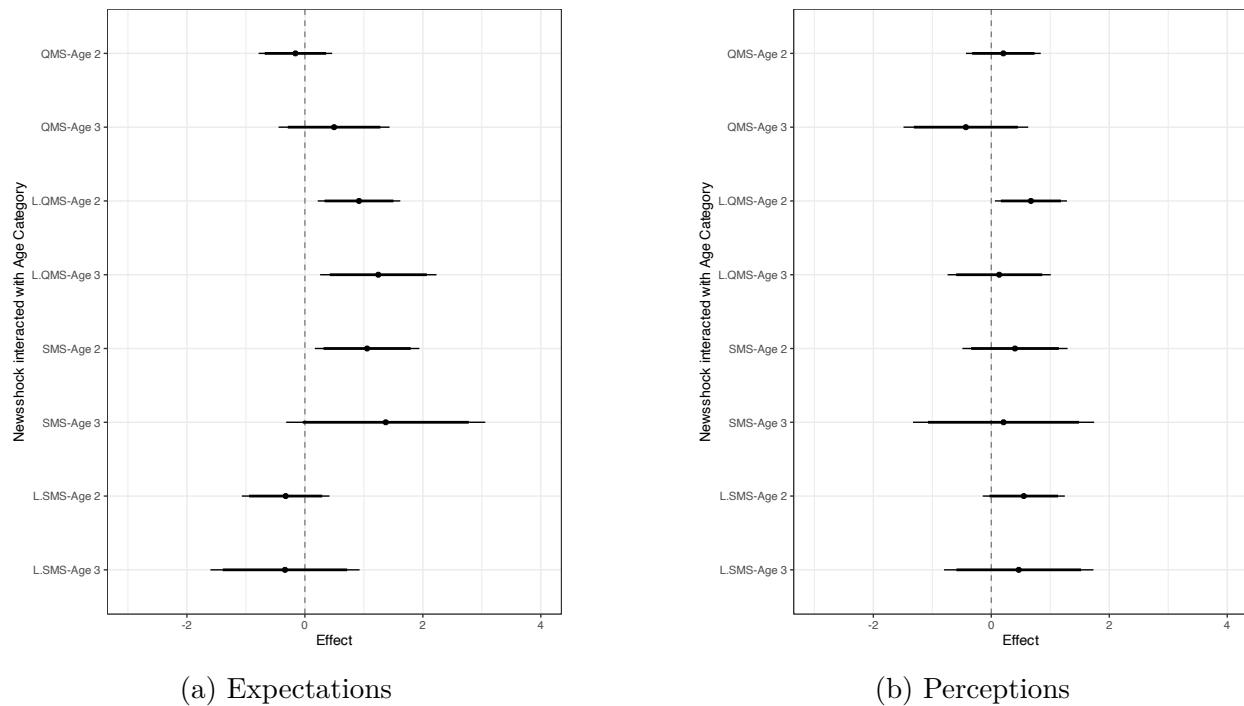 Newsshock interacted with Age Category
QMS-Age 2
QMS-Age 3
L.QMS-Age 2
L.QMS-Age 3
SMS-Age 2
SMS-Age 3
L.SMS-Age 2
L.SMS-Age 3
-2 0 2 4
Effect
(a) Expectations
Newsshock interacted with Age Category
QMS-Age 2
QMS-Age 3
L.QMS-Age 2
L.QMS-Age 3
SMS-Age 2
SMS-Age 3
L.SMS-Age 2
L.SMS-Age 3
-2 0 2 4
Effect
(b) Perceptions